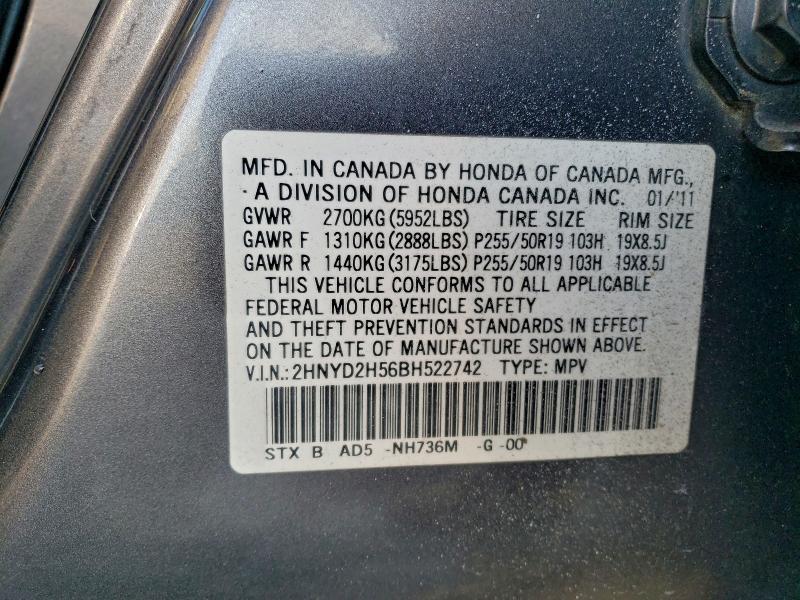 MFD. IN CANADA BY HONDA OF CANADA MFG.,
- A DIVISION OF HONDA CANADA INC. 01/'11
GVWR 2700KG(5952LBS) TIRE SIZE RIM SIZE
GAWR F 1310KG(2888LBS) P255/50R19 103H 19X8.5J
GAWR R 1440KG(3175LBS) P255/50R19 103H 19X8.5J
THIS VEHICLE CONFORMS TO ALL APPLICABLE
FEDERAL MOTOR VEHICLE SAFETY
AND THEFT PREVENTION STANDARDS IN EFFECT
ON THE DATE OF MANUFACTURE SHOWN ABOVE.
V.I.N.: 2HNYD2H56BH522742 TYPE: MPV
STX B AD5 -NH736M -G -00